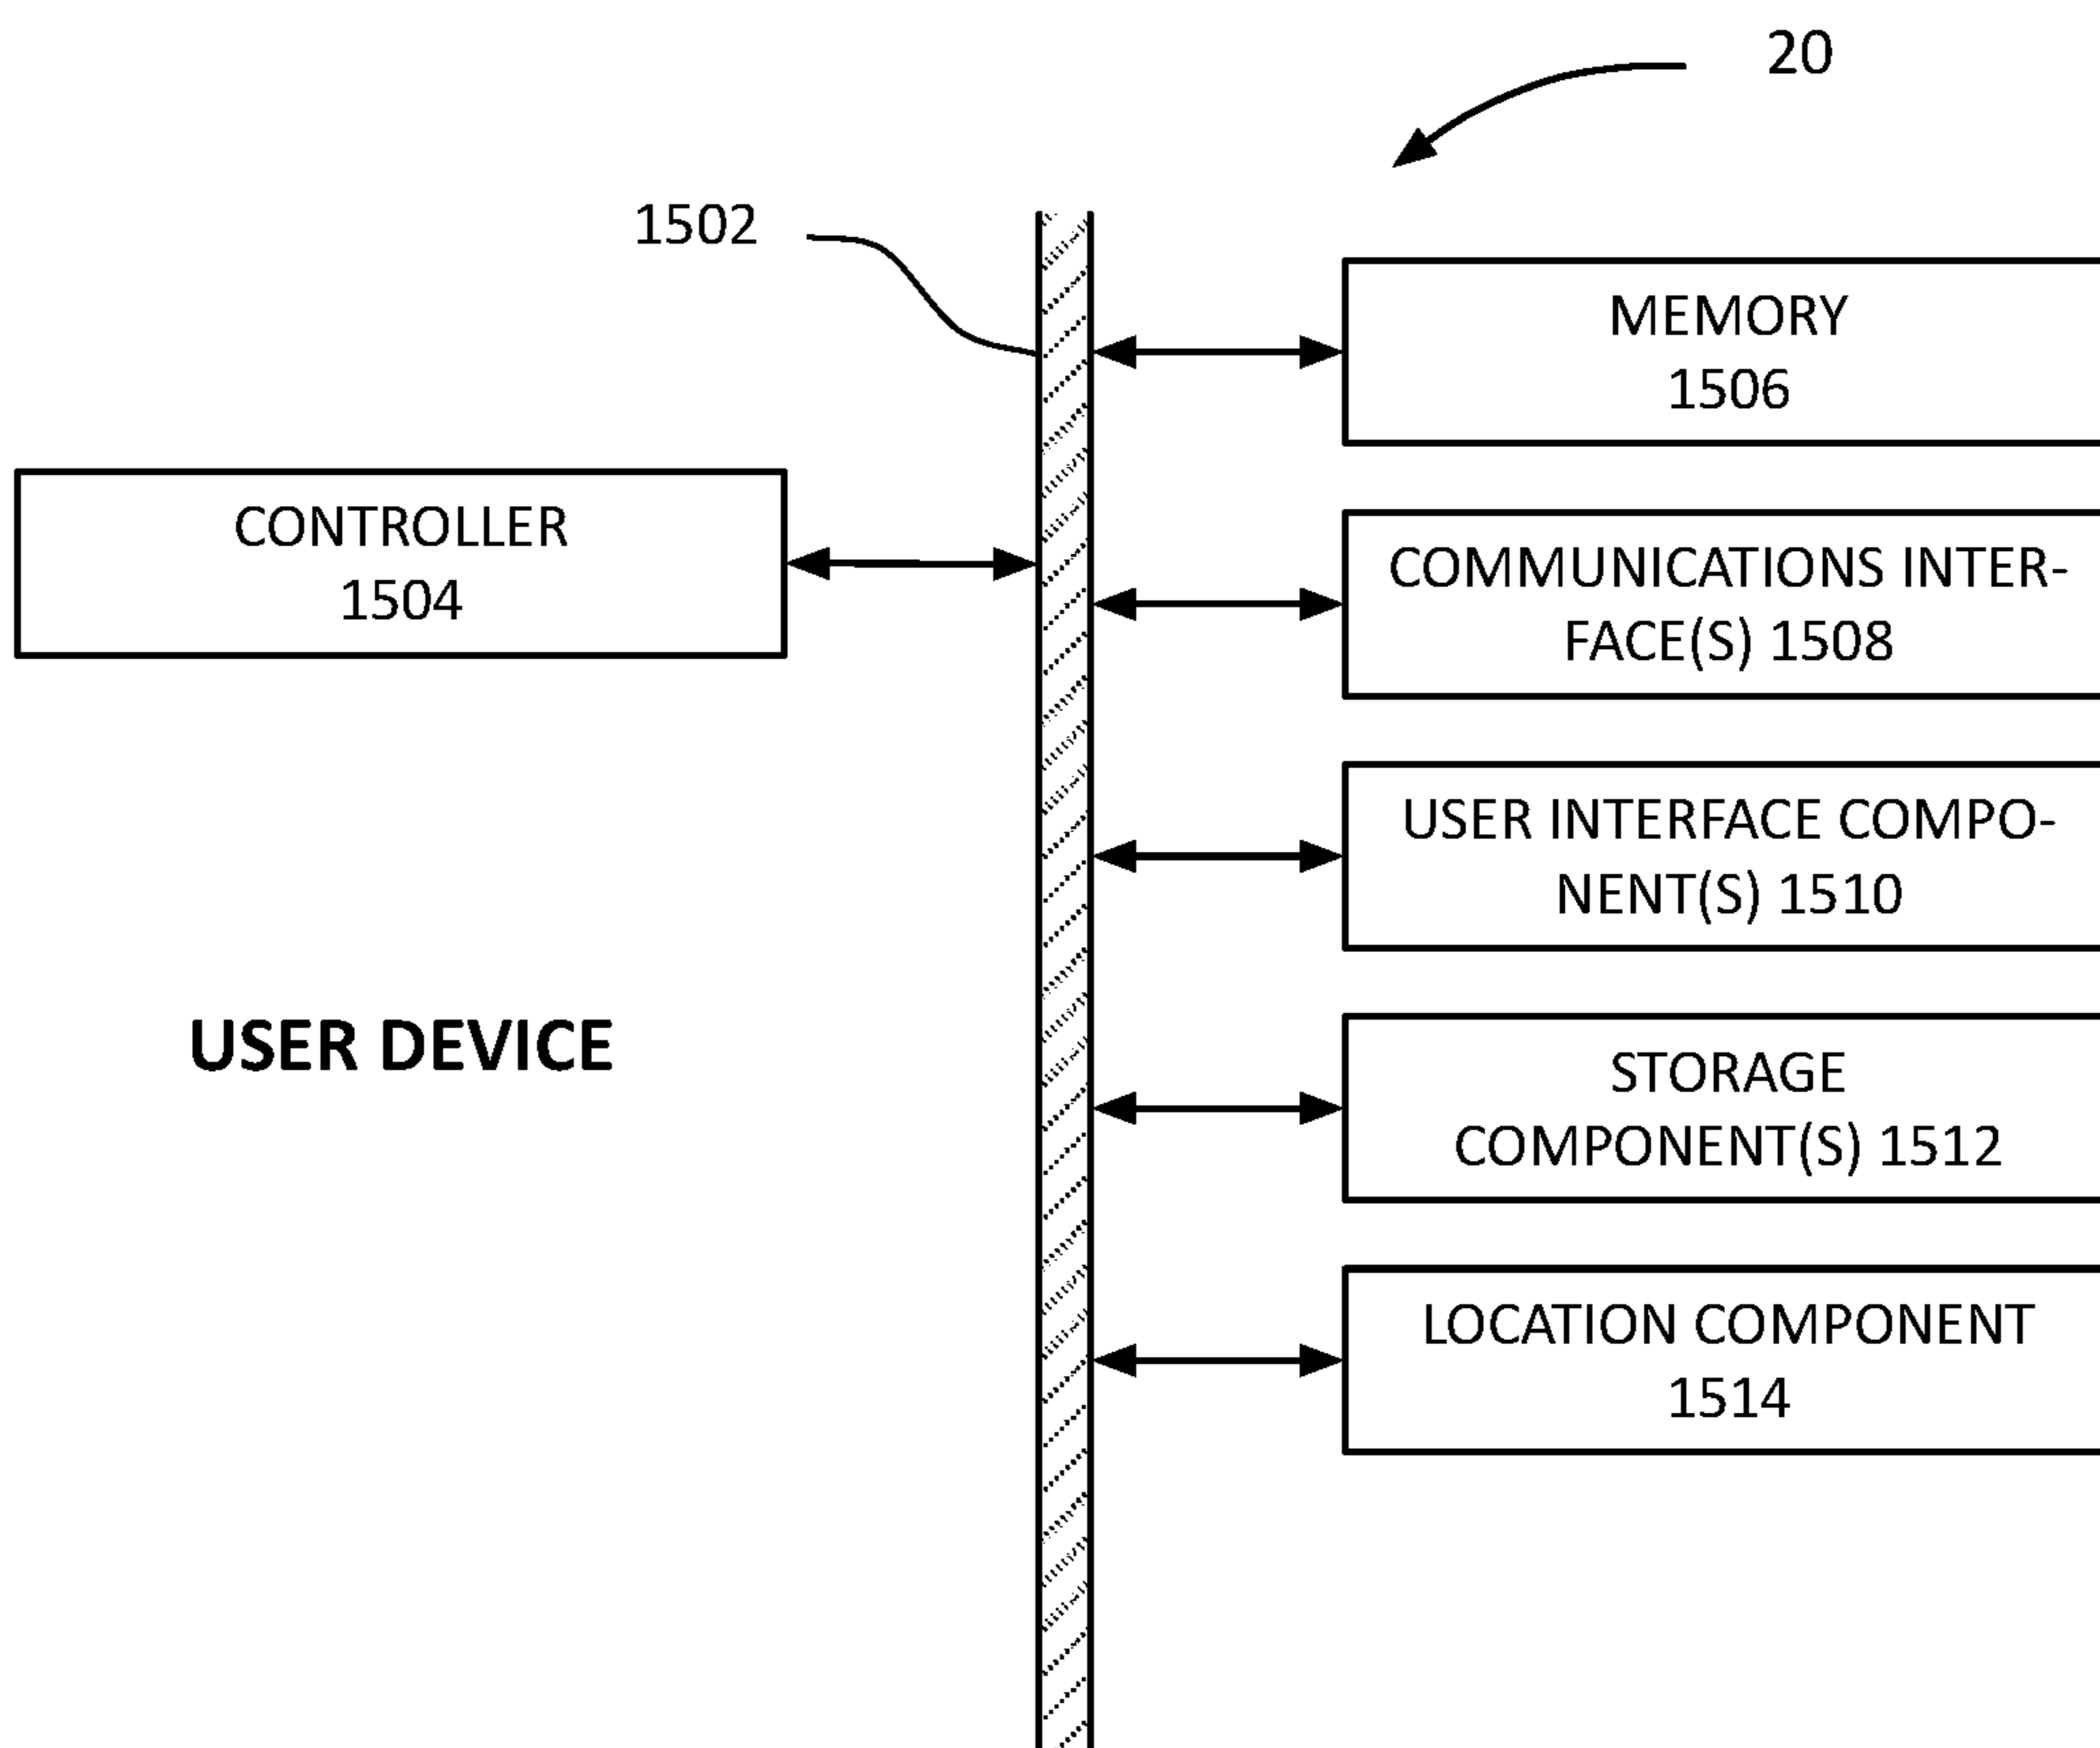 20
1502
MEMORY
1506
CONTROLLER
1504
COMMUNICATIONS INTER-
FACE(S) 1508
USER INTERFACE COMPO-
NENT(S) 1510
USER DEVICE
STORAGE
COMPONENT(S) 1512
LOCATION COMPONENT
1514